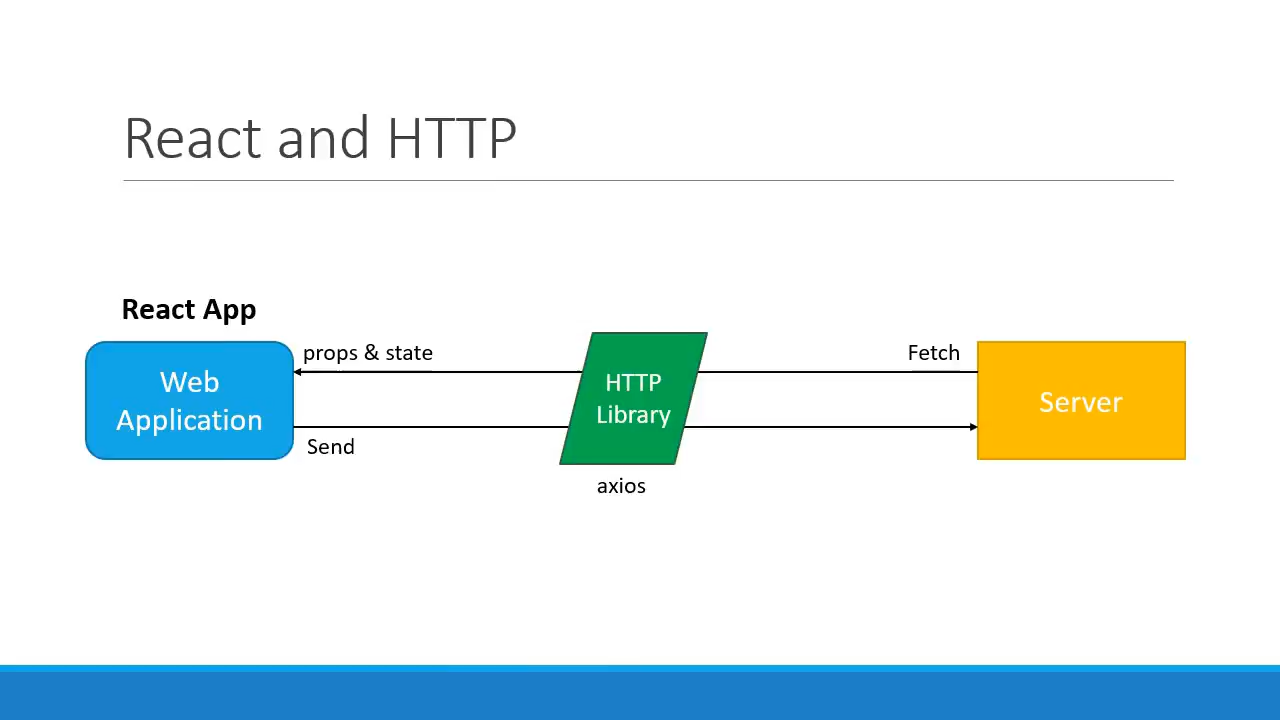 React and HTTP
React App
props & state
Fetch
Web
Application
HTTP
Library
Server
Send
axios